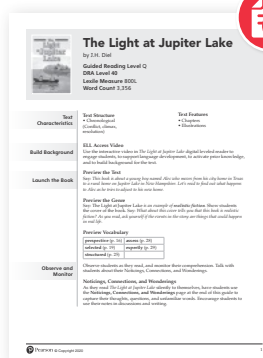 The Light at Jupiter Lake
by J.H. Diel
Guided Reading Level Q
DRA Level 40
Lexile Measure 800L
Word Count 3,356
Text Characteristics
Text Structure
• Chronological
(Conflict, climax,
resolution)
Text Features
• Chapters
• Illustrations
Build Background
ELL Access Video
Use the interactive video in The Light at Jupiter Lake digital leveled reader to
engage students, to support language development, to activate prior knowledge,
and to build background for the text.
Launch the Book
Preview the Text
Say: This book is about a young boy named Alex who moves from his city home in Texas
to a rural home on Jupiter Lake in New Hampshire. Let's read to find out what happens
to Alex as he tries to adjust to his new home.
Preview the Genre
Say: The Light at Jupiter Lake is an example of realistic fiction. Show students
the cover of the book. Say: What about this cover tells you that this book is realistic
fiction? As you read, ask yourself if the events in the story are things that could happen
in real life.
Preview Vocabulary
perspective (p. 16) access (p. 28)
selected (p. 19) expertly (p. 29)
structured (p. 25)
Observe and
Monitor
Observe students as they read, and monitor their comprehension. Talk with
students about their Noticings, Connections, and Wonderings.
Noticings, Connections, and Wonderings
As they read The Light at Jupiter Lake silently to themselves, have students use
the Noticings, Connections, and Wonderings page at the end of this guide to
capture their thoughts, questions, and unfamiliar words. Encourage students to
use their notes in discussions and writing.
Pearson © Copyright 2020
1